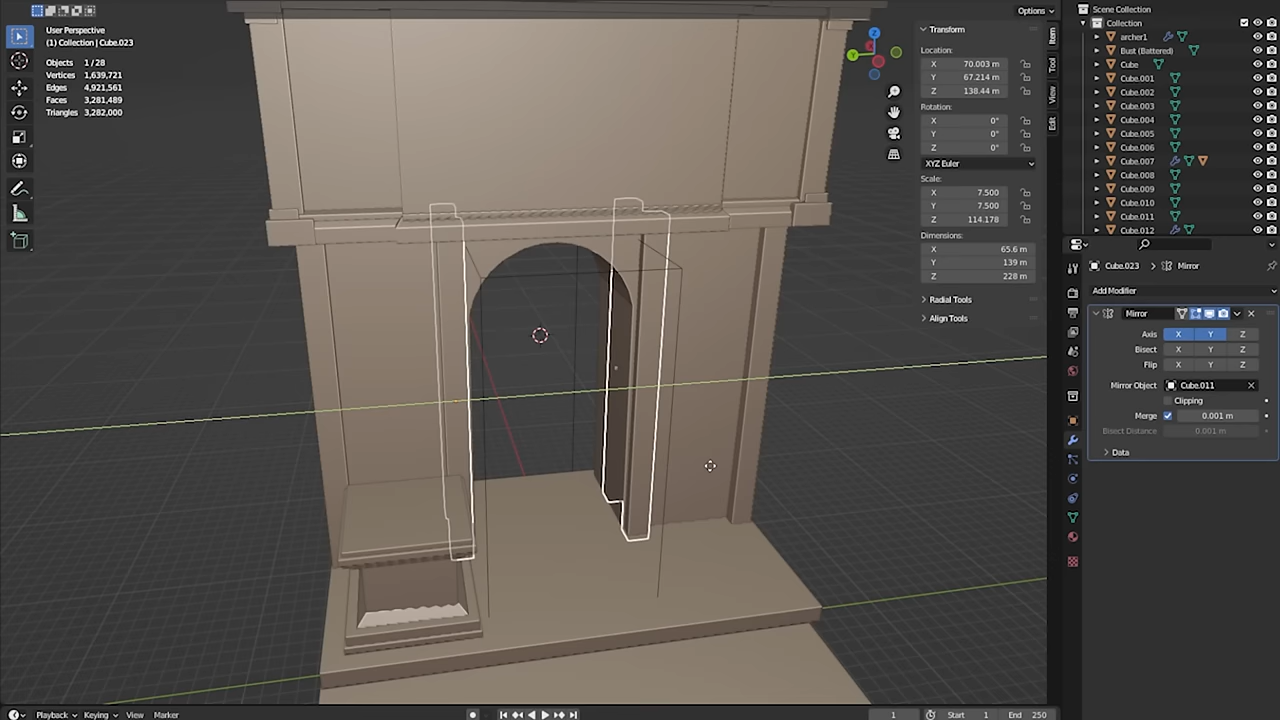 Options
User Perspective
(1) Collection | Cube.023
Objects 1/28
Vertices 1,639,721
Edges 4,921,561
Faces 3,281,489
Triangles 3,282,000
Z
Y
Transform
Location:
X 70.003 m
Y 67.214 m
Z 138.44 m
Rotation:
X 0°
Y 0°
Z 0°
XYZ Euler
Scale:
X 7.500
Y 7.500
Z 114.178
Dimensions:
X 65.6 m
Y 139 m
Z 228 m
Radial Tools
Align Tools
Item
Tool
View
Edit
Scene Collection
Collection
archer1
Bust (Battered)
Cube
Cube.001
Cube.002
Cube.003
Cube.004
Cube.005
Cube.006
Cube.007
Cube.008
Cube.009
Cube.010
Cube.011
Cube.012
Cube.023 Mirror
Add Modifier
Mirror
Axis X Y Z
Bisect X Y Z
Flip X Y Z
Mirror Object Cube.011
Clipping
Merge 0.001 m
Bisect Distance 0.001 m
Data
Playback Keying View Marker
1 Start 1 End 250